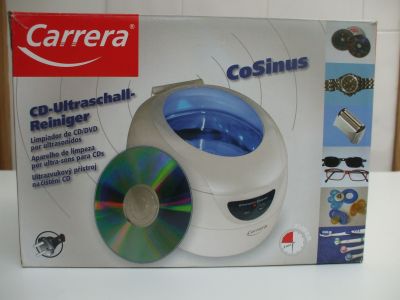 Carrera®
CoSinus
CD-Ultraschall-
Reiniger
Limpiador de CD/DVD
por ultrasonidos
Aparelho de limpeza
por ultra-sons para CDs
Ultrazvukový přístroj
na čistění CD
Carrera